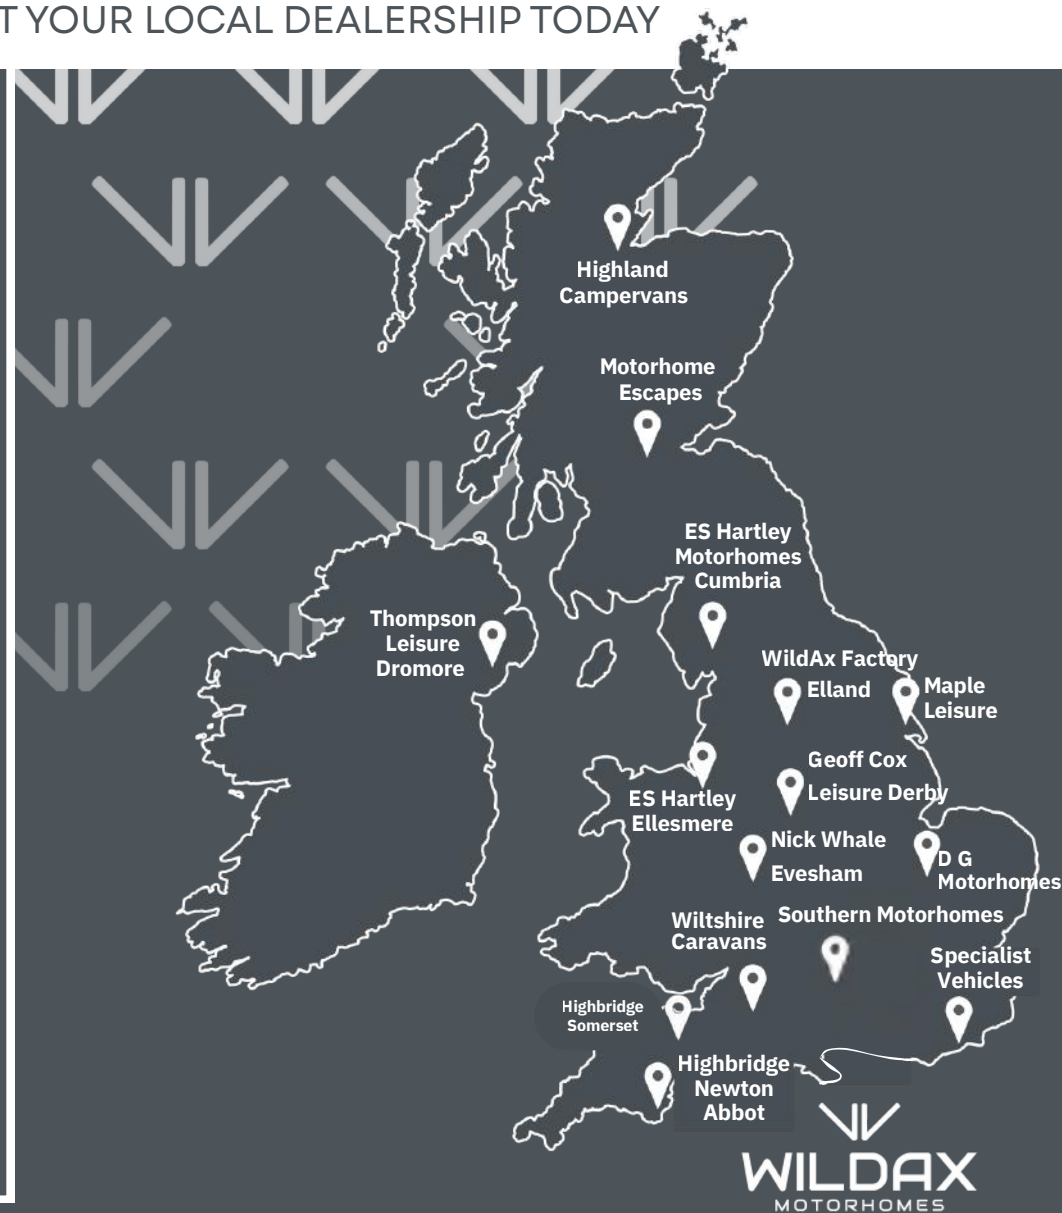 T YOUR LOCAL DEALERSHIP TODAY
Highland
Campervans
Motorhome
Escapes
ES Hartley
Motorhomes
Cumbria
Thompson
Leisure
Dromore
WildAx Factory
Elland
Maple
Leisure
Geoff Cox
Leisure Derby
ES Hartley
Ellesmere
Nick Whale
Evesham
D G
Motorhomes
Southern Motorhomes
Wiltshire
Caravans
Specialist
Vehicles
Highbridge
Somerset
Highbridge
Newton
Abbot
WILDAX
MOTORHOMES